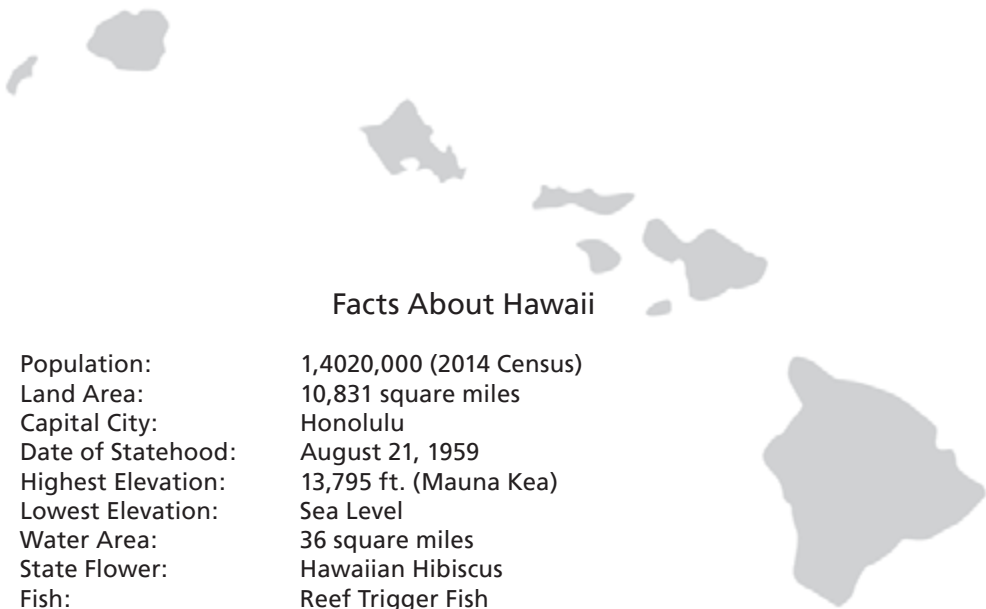 Facts About Hawaii
Population: 1,4020,000 (2014 Census)
Land Area: 10,831 square miles
Capital City: Honolulu
Date of Statehood: August 21, 1959
Highest Elevation: 13,795 ft. (Mauna Kea)
Lowest Elevation: Sea Level
Water Area: 36 square miles
State Flower: Hawaiian Hibiscus
Fish: Reef Trigger Fish